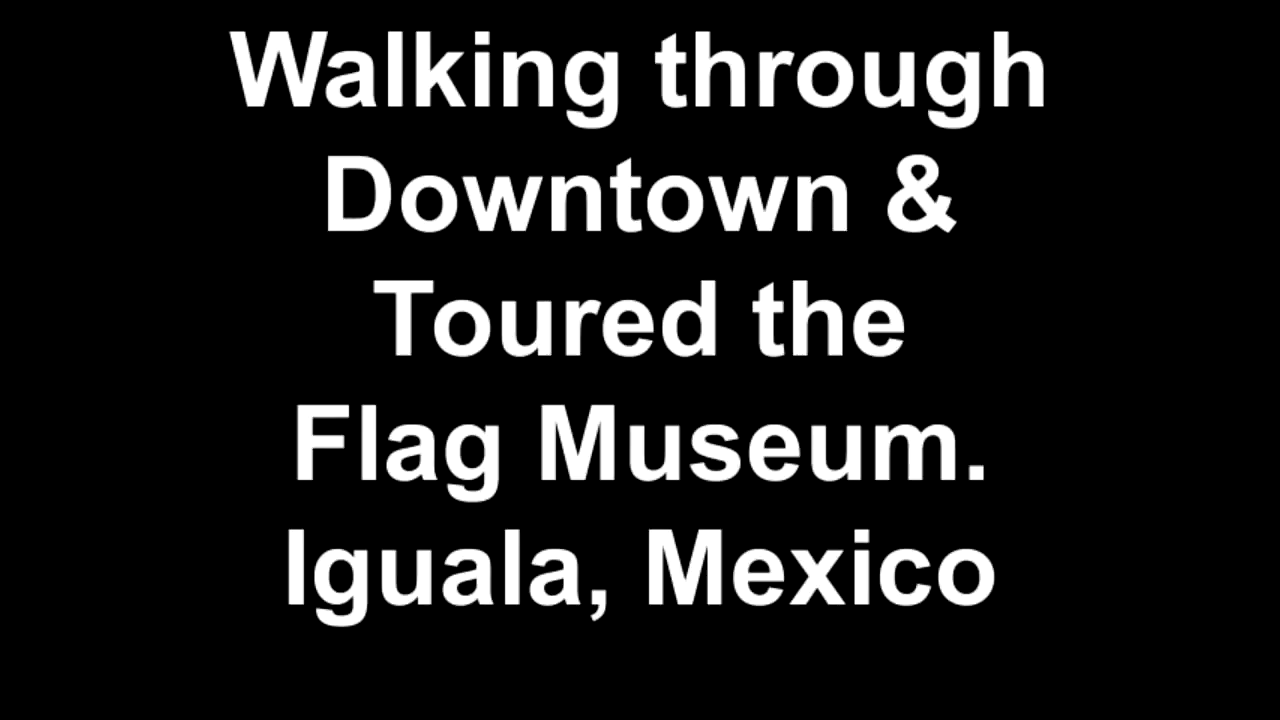 Walking through
Downtown &
Toured the
Flag Museum.
Iguala, Mexico